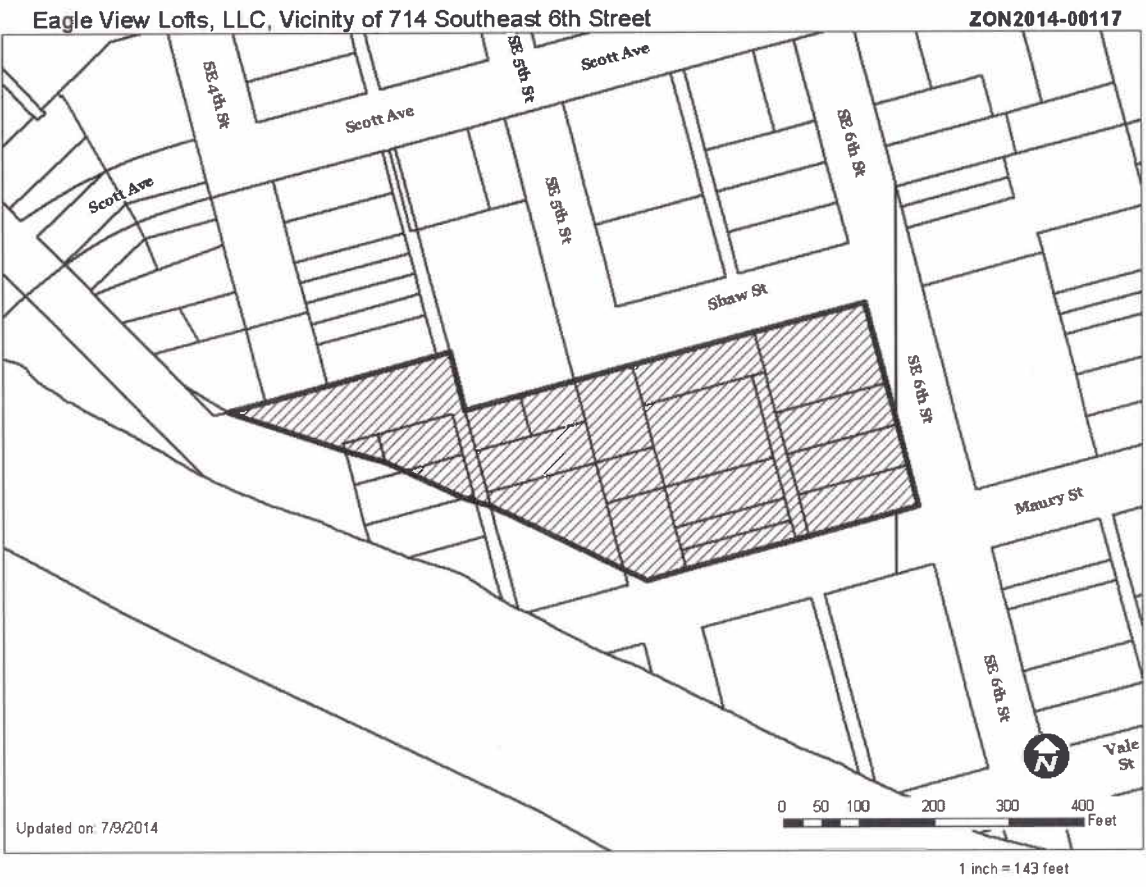 Eagle View Lofts, LLC, Vicinity of 714 Southeast 6th Street
ZON2014-00117
SE 4th St
SE 5th St
Scott Ave
Scott Ave
Scott Ave
SE 5th St
SE 6th St
Shaw St
SE 6th St
Maury St
SE 6th St
N
Vale
St
0 50 100 200 300 400
Feet
Updated on: 7/9/2014
1 inch = 143 feet